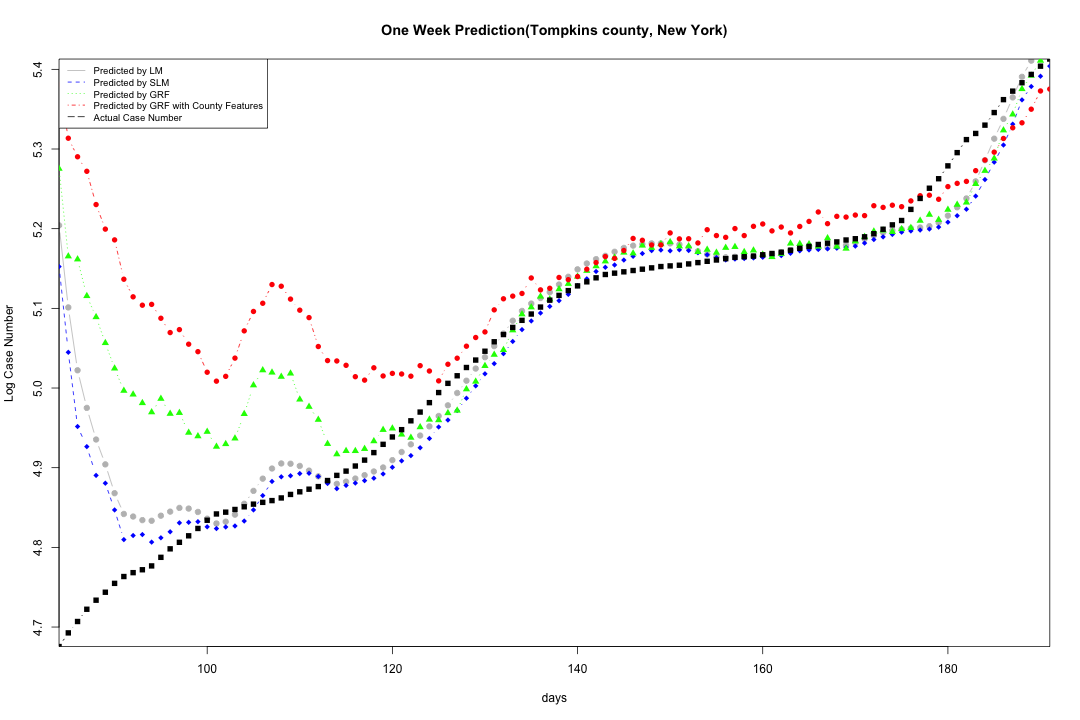 One Week Prediction(Tompkins county, New York)
Predicted by LM
Predicted by SLM
Predicted by GRF
Predicted by GRF with County Features
Actual Case Number
5.4
5.3
5.2
5.1
5.0
4.9
4.8
4.7
Log Case Number
100 120 140 160 180
days